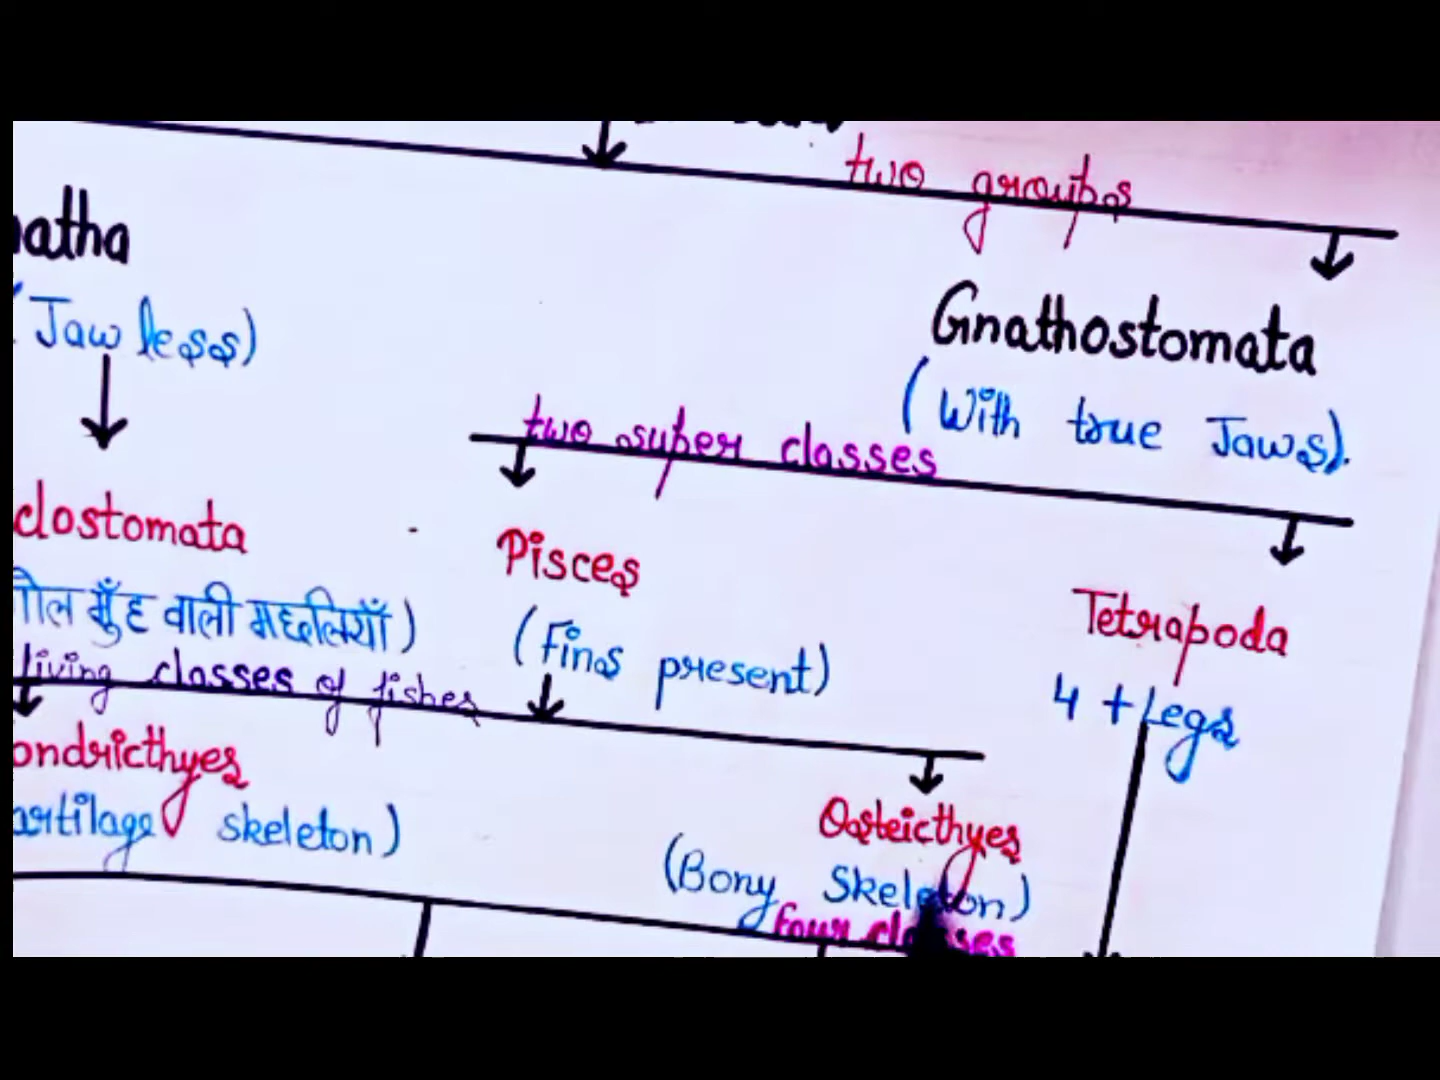 two groups
natha
Gnathostomata
(Jaw less)
(With true Jaws).
two super classes
clostomata
Pisces
Tetrapoda
गोल मुँह वाली मछलियाँ)
(Fins present)
4 + Legs
living classes of fishes
ondricthyes
Osteicthyes
artilage skeleton)
(Bony Skeleton)
four classes